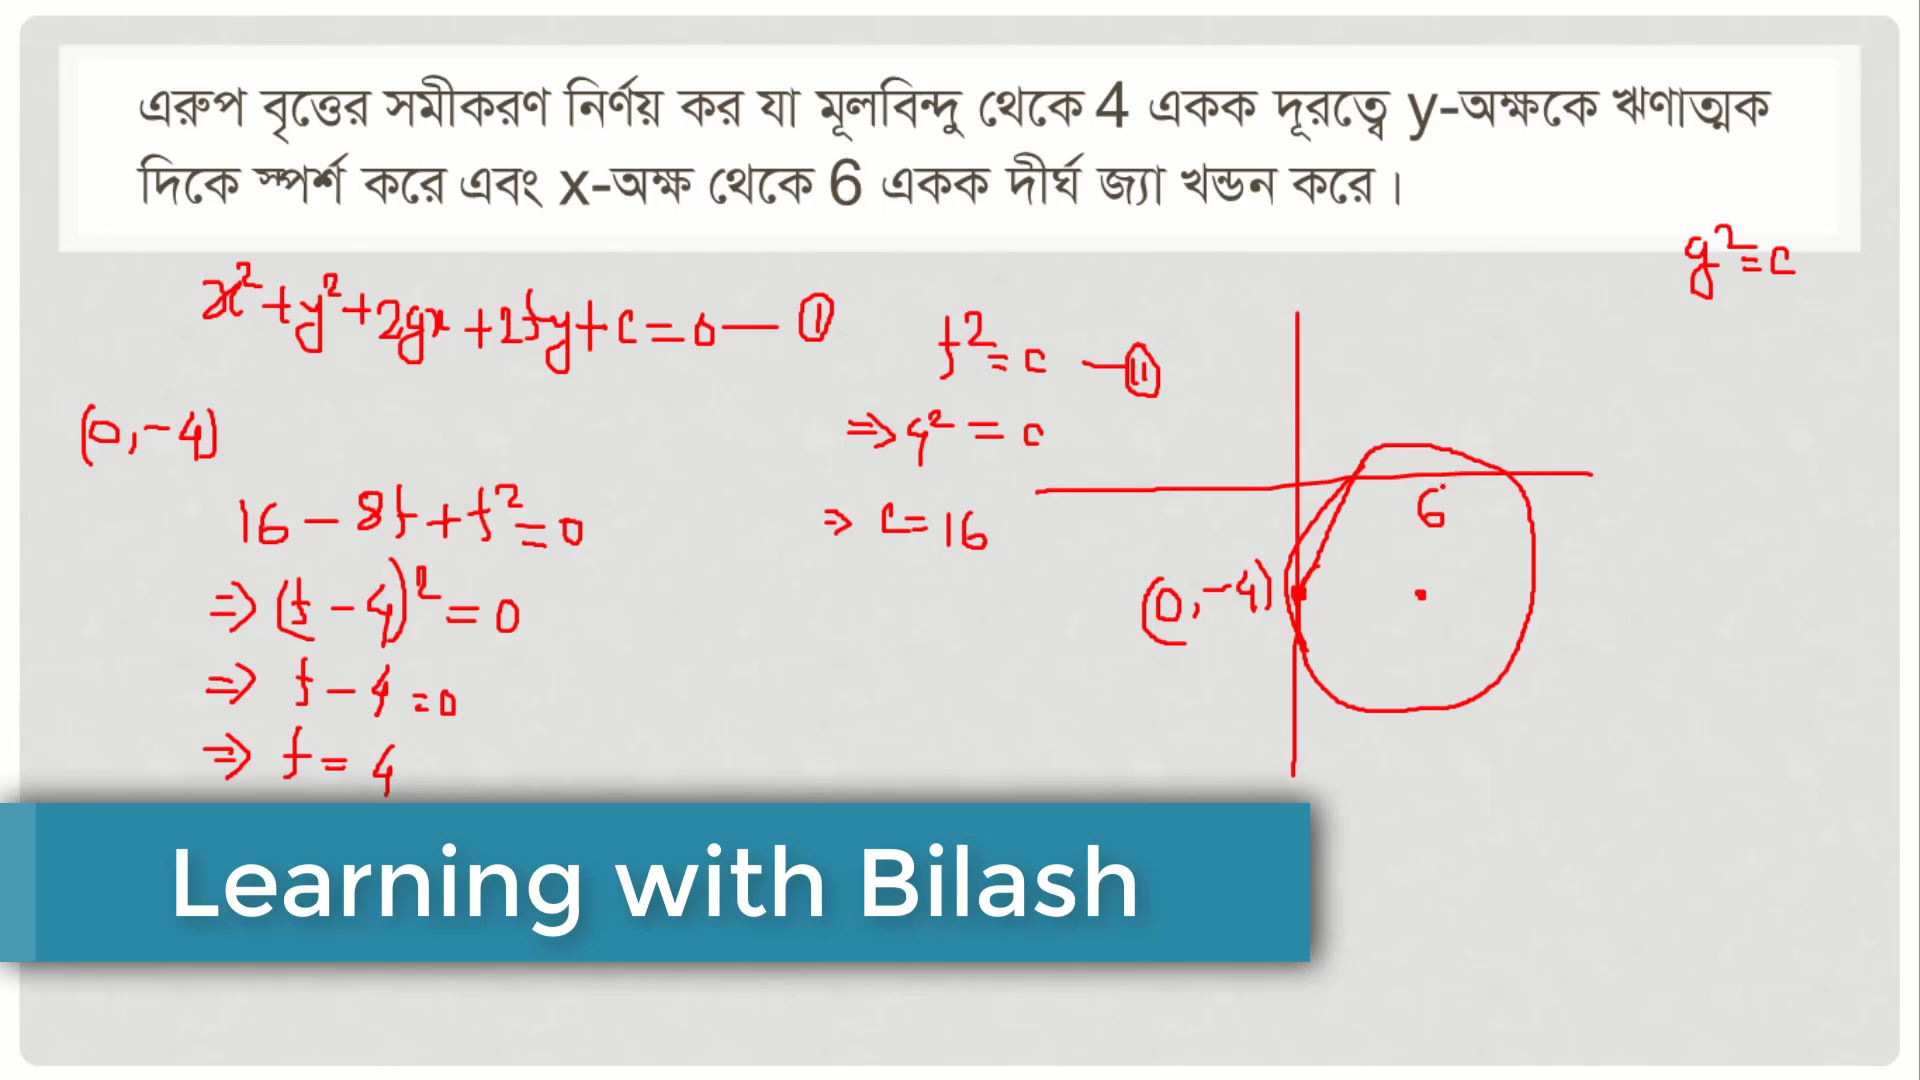 এরুপ বৃত্তের সমীকরণ নির্ণয় কর যা মূলবিন্দু থেকে 4 একক দূরত্বে y-অক্ষকে ঋণাত্মক
দিকে স্পর্শ করে এবং x-অক্ষ থেকে 6 একক দীর্ঘ জ্যা খন্ডন করে।
g²=c
x²+y²+2gx+2fy+c=0— ①
f²=c —⑪
(0,-4)
⇒ 4² = c
16-8f+f²=0
⇒ c=16
6
(0,-4)
⇒ (f-4)²=0
⇒ f-4=0
⇒ f=4
Learning with Bilash